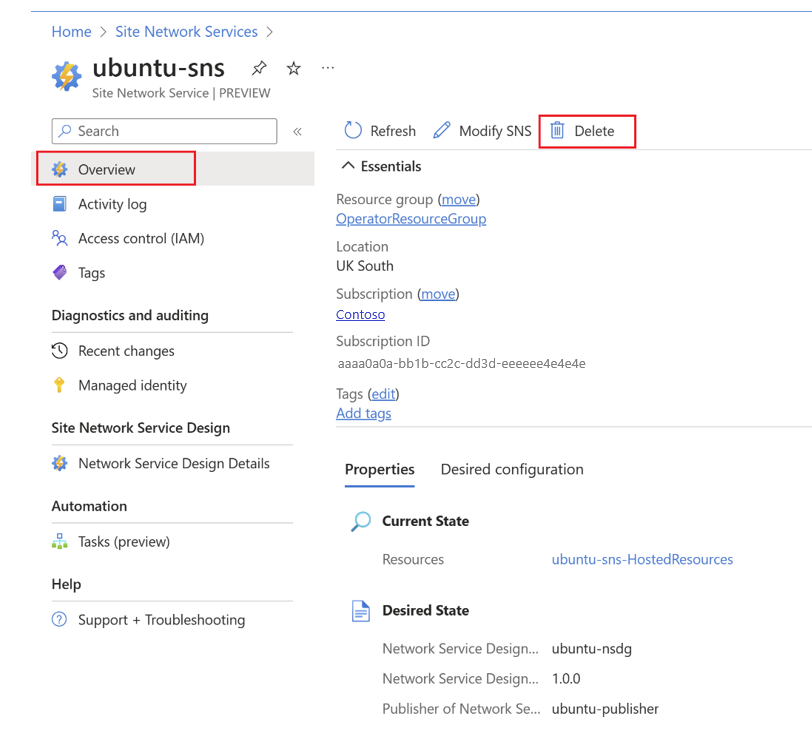 Home > Site Network Services >
ubuntu-sns ...
Site Network Service | PREVIEW
Search «
Overview
Activity log
Access control (IAM)
Tags
Diagnostics and auditing
Recent changes
Managed identity
Site Network Service Design
Network Service Design Details
Automation
Tasks (preview)
Help
Support + Troubleshooting
Refresh Modify SNS Delete
Essentials
Resource group (move)
OperatorResourceGroup
Location
UK South
Subscription (move)
Contoso
Subscription ID
aaaa0a0a-bb1b-cc2c-dd3d-eeeeee4e4e4e
Tags (edit)
Add tags
Properties Desired configuration
Current State
Resources ubuntu-sns-HostedResources
Desired State
Network Service Design... ubuntu-nsdg
Network Service Design... 1.0.0
Publisher of Network Se... ubuntu-publisher